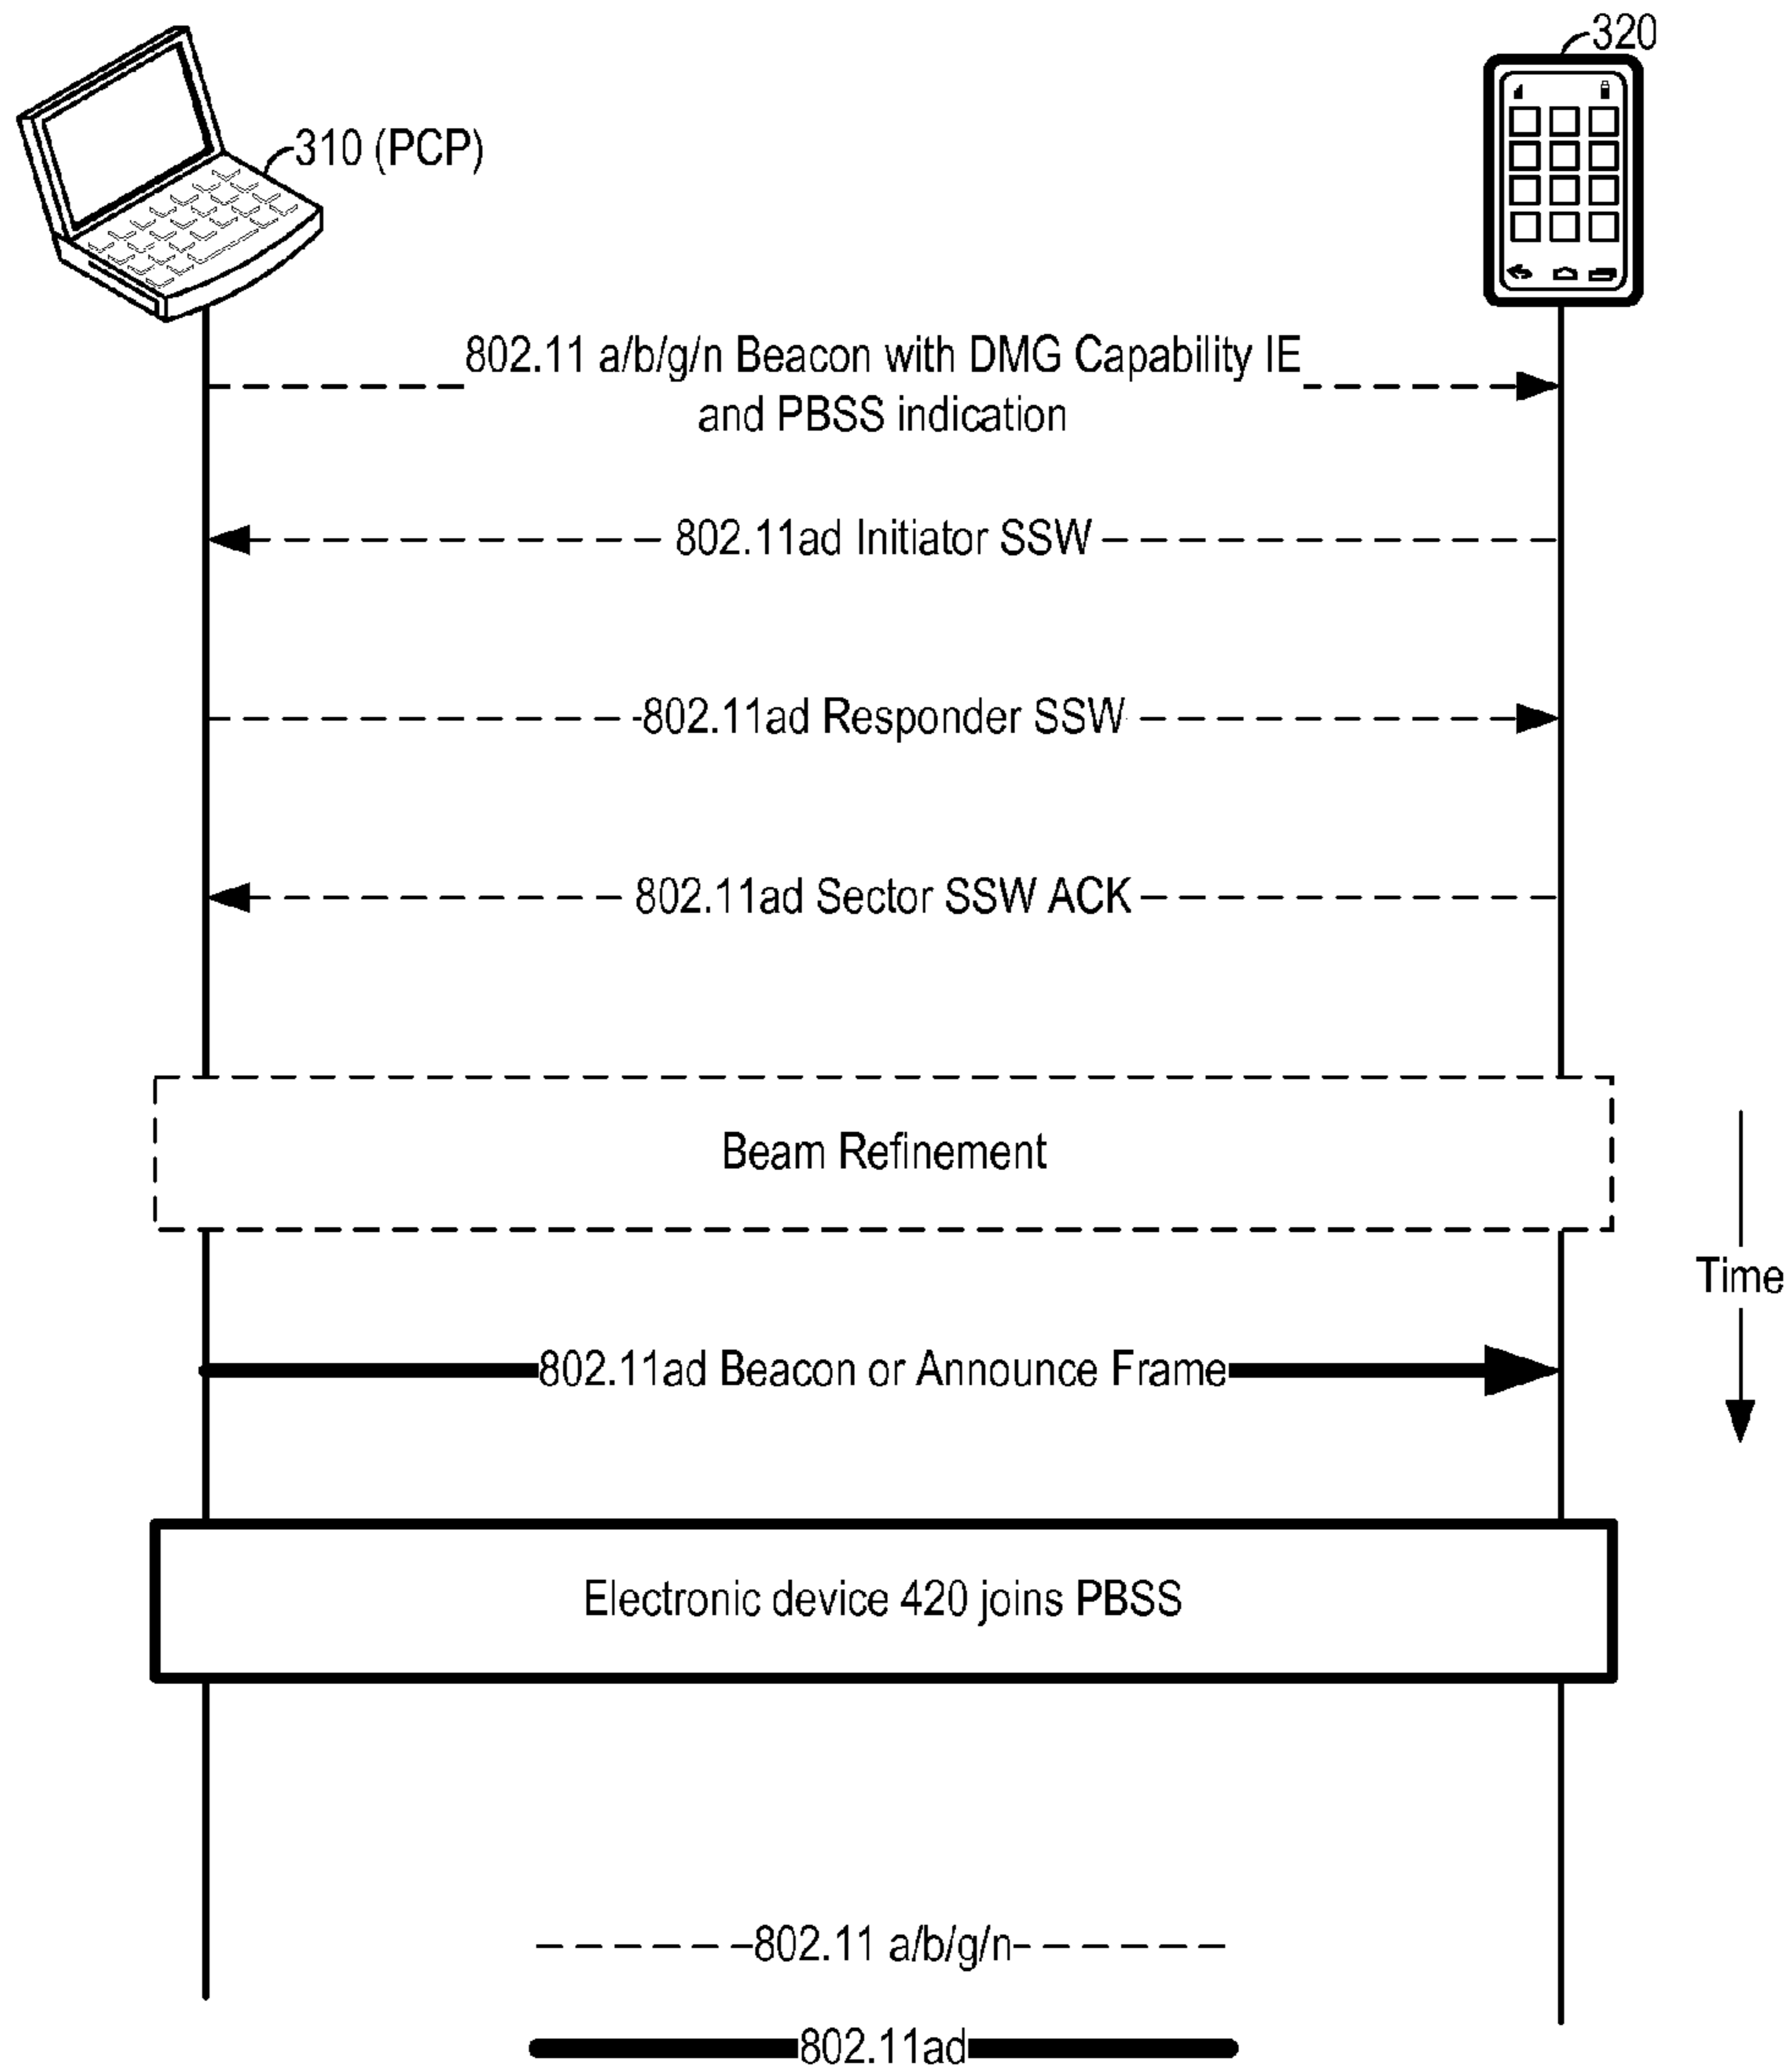 320
310 (PCP)
802.11 a/b/g/n Beacon with DMG Capability IE
and PBSS indication
802.11ad Initiator SSW
802.11ad Responder SSW
802.11ad Sector SSW ACK
Beam Refinement
Time
802.11ad Beacon or Announce Frame
Electronic device 420 joins PBSS
802.11 a/b/g/n
802.11ad